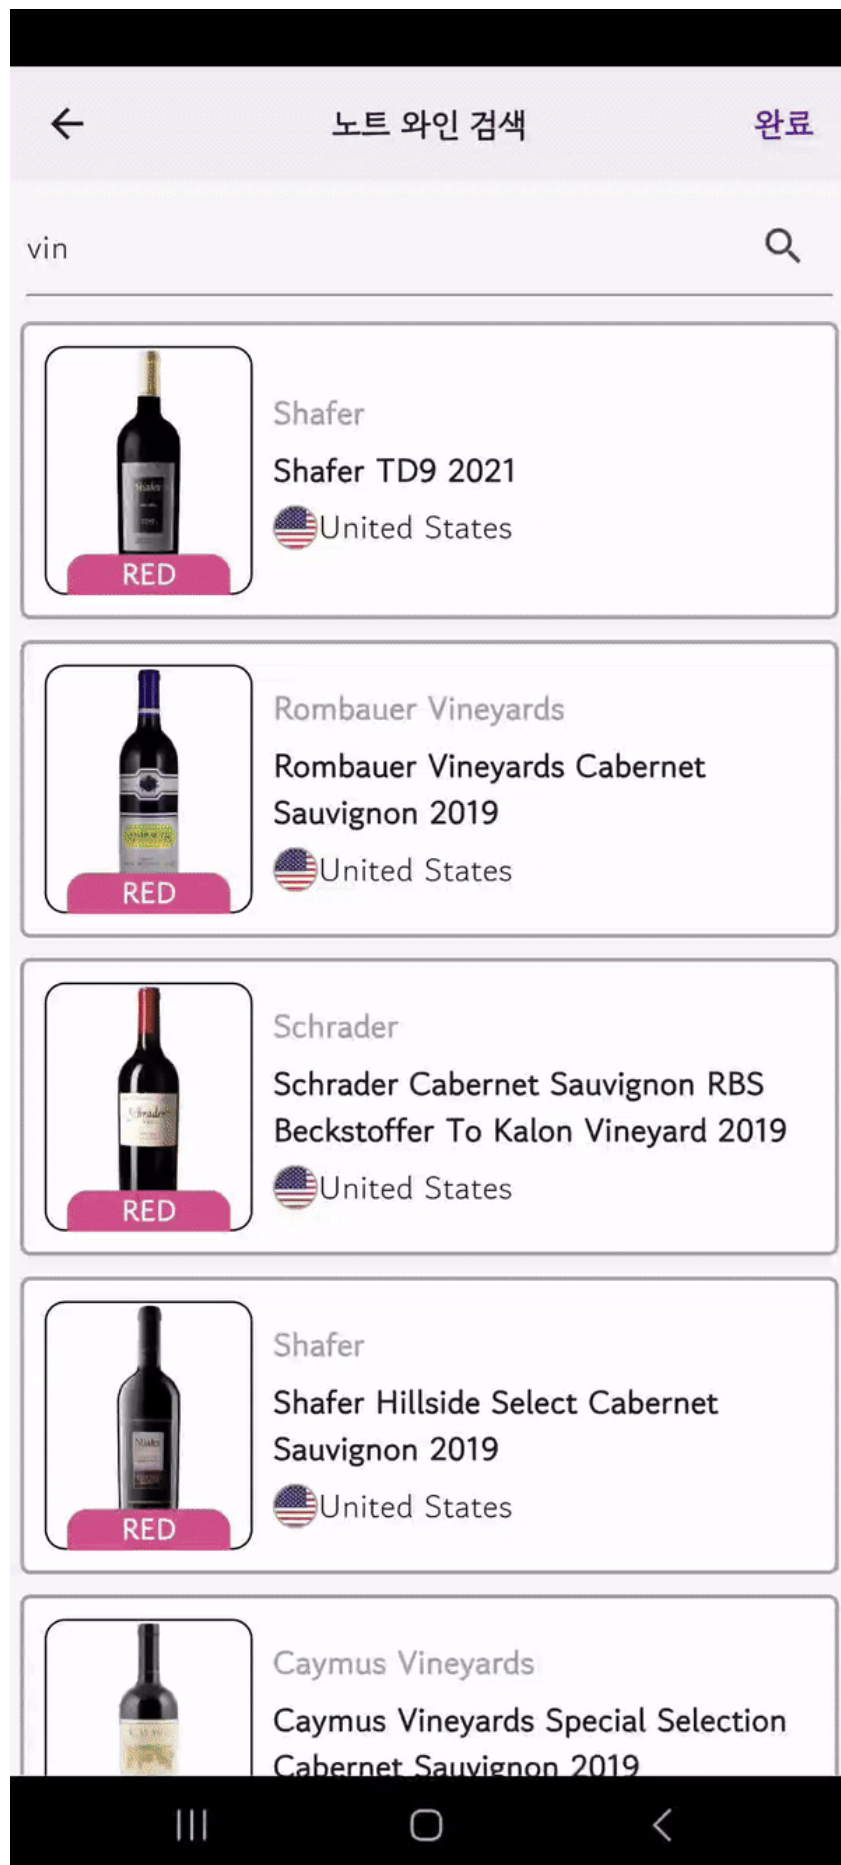 노트 와인 검색
완료
vin
Shafer
Shafer TD9 2021
United States
RED
Rombauer Vineyards
Rombauer Vineyards Cabernet
Sauvignon 2019
United States
RED
Schrader
Schrader Cabernet Sauvignon RBS
Beckstoffer To Kalon Vineyard 2019
United States
RED
Shafer
Shafer Hillside Select Cabernet
Sauvignon 2019
United States
RED
Caymus Vineyards
Caymus Vineyards Special Selection
Cabernet Sauvignon 2019